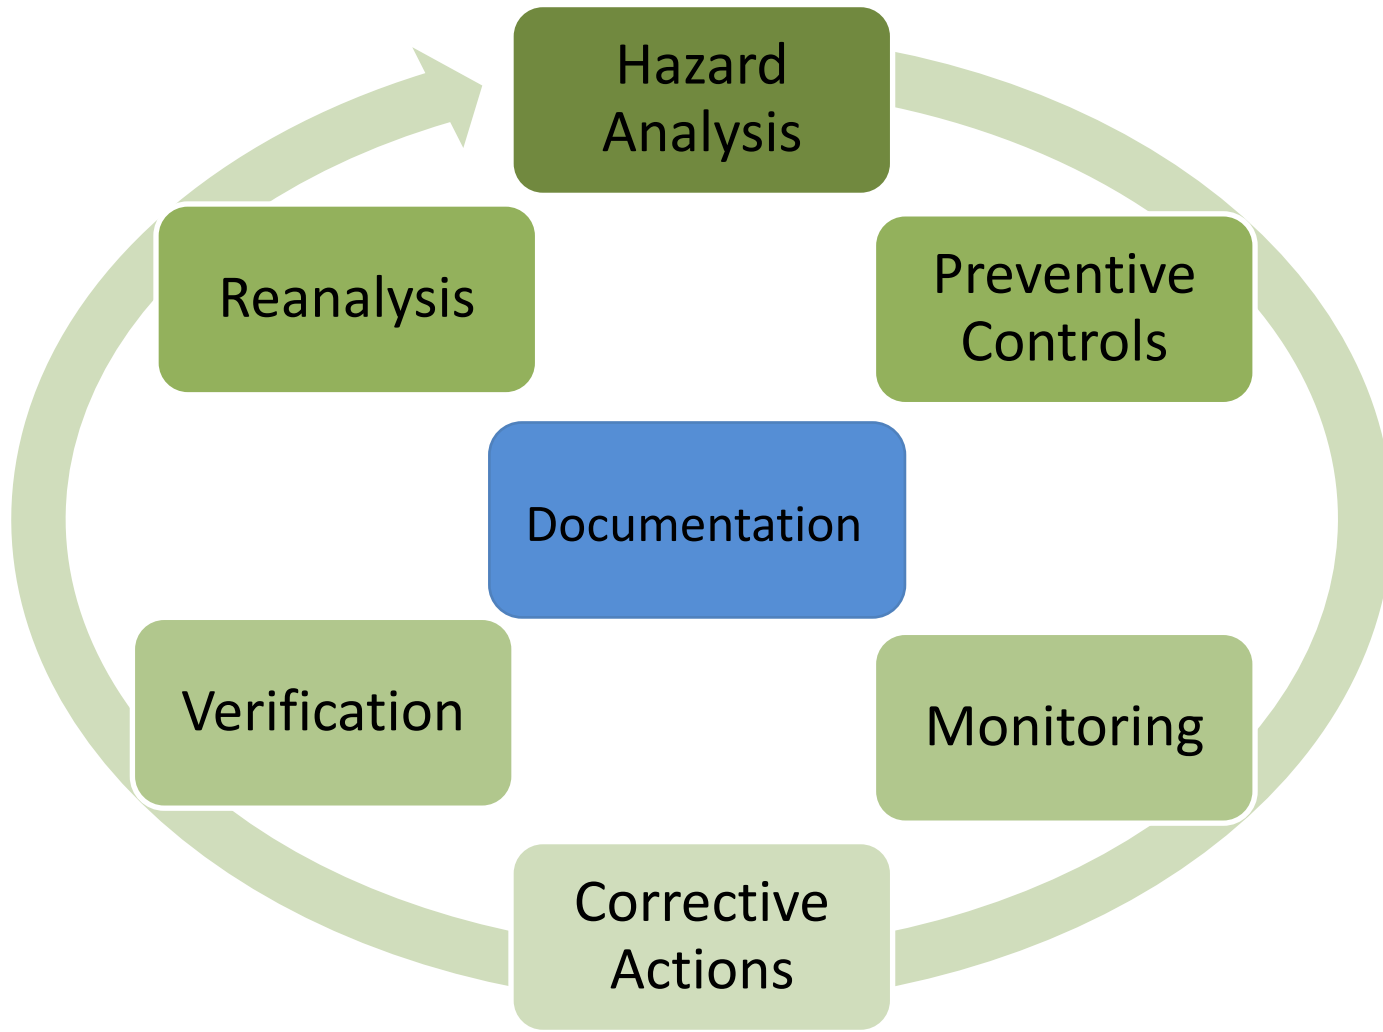 Hazard
Analysis
Preventive
Controls
Monitoring
Corrective
Actions
Verification
Reanalysis
Documentation